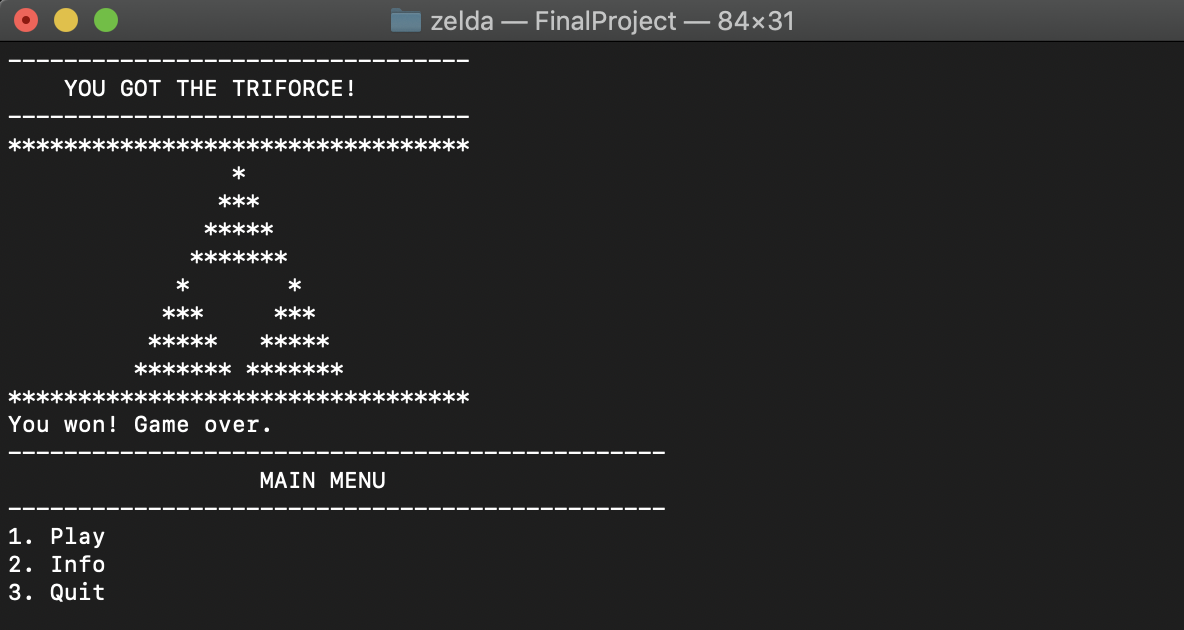 zelda — FinalProject — 84×31
---------------------------------
    YOU GOT THE TRIFORCE!
---------------------------------
*********************************
                *
               ***
              *****
             *******
            *       *
           ***     ***
          *****   *****
         ******* *******
*********************************
You won! Game over.
-----------------------------------------------
                  MAIN MENU
-----------------------------------------------
1. Play
2. Info
3. Quit